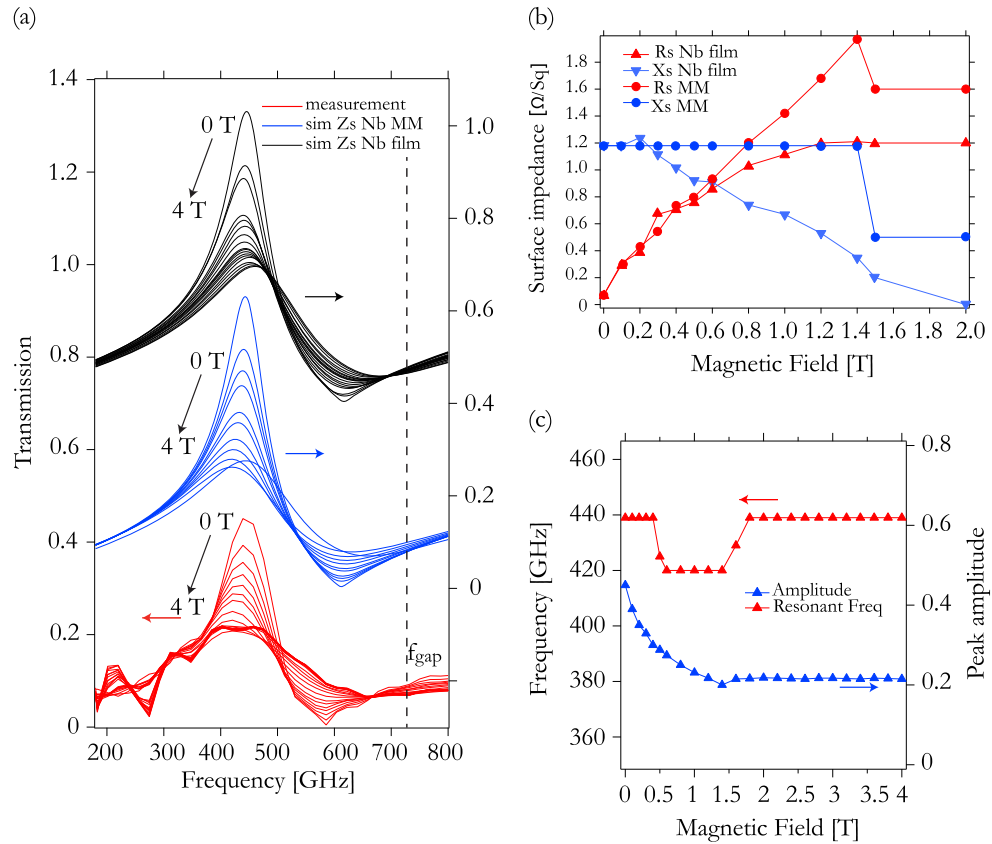 (a)
1.4
1.3
1.2
1.0
0.8
0.6
0.4
0.2
0
Transmission
measurement
sim Zs Nb MM
sim Zs Nb film
0 T
4 T
0 T
4 T
0 T
4 T
1.0
0.8
0.6
0.4
0.2
0
fgap
200 300 400 500 600 700 800
Frequency [GHz]
(b)
Rs Nb film
Xs Nb film
Rs MM
Xs MM
1.8
1.6
1.4
1.2
1.0
0.8
0.6
0.4
0.2
0
Surface impedance [Ω/Sq]
0 0.2 0.4 0.6 0.8 1.0 1.2 1.4 1.6 1.8 2.0
Magnetic Field [T]
(c)
460
440
420
400
380
360
Frequency [GHz]
Amplitude
Resonant Freq
0.8
0.6
0.4
0.2
0
Peak amplitude
0 0.5 1 1.5 2 2.5 3 3.5 4
Magnetic Field [T]